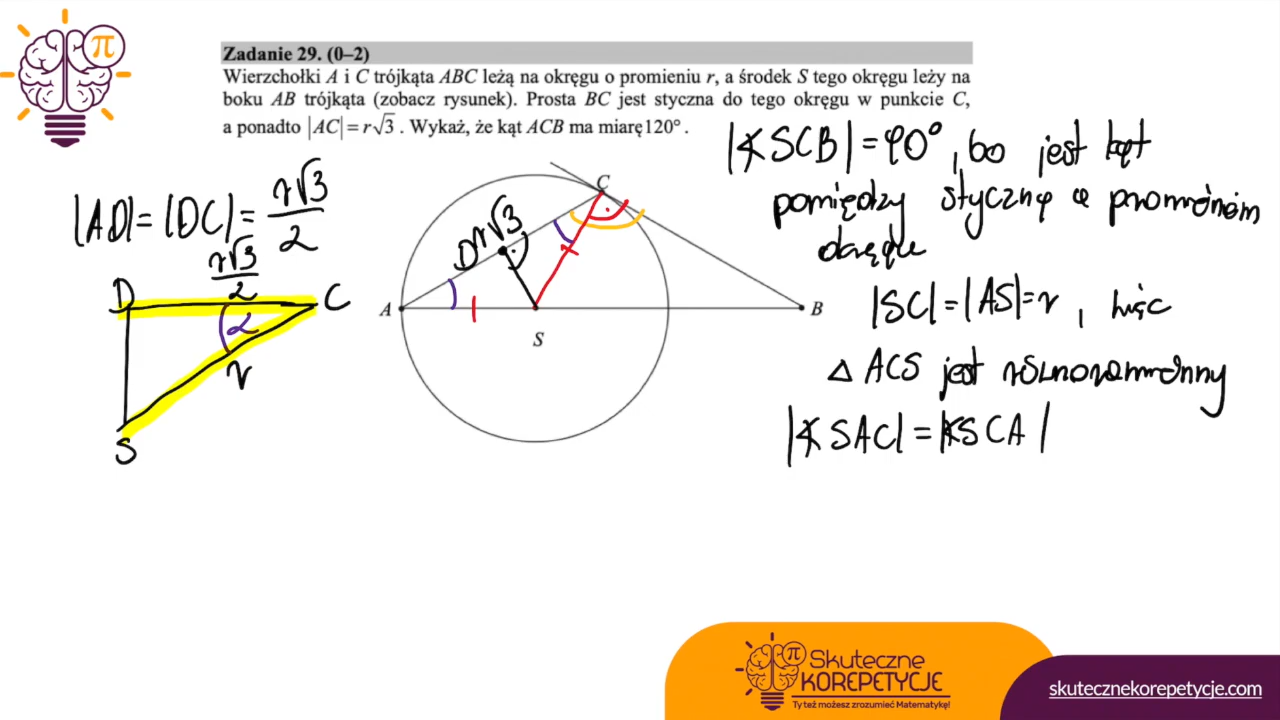 Zadanie 29. (0–2)
Wierzchołki A i C trójkąta ABC leżą na okręgu o promieniu r, a środek S tego okręgu leży na
boku AB trójkąta (zobacz rysunek). Prosta BC jest styczna do tego okręgu w punkcie C,
a ponadto |AC| = r√3 . Wykaż, że kąt ACB ma miarę 120° .
|∢SCB| = 90°, bo jest kąt
pomiędzy styczną a promieniem
okręgu
|AD| = |DC| = r√3/2
r√3/2
D C
α
r
S
C
D r√3
A B
S
|SC| = |AS| = r , więc
△ ACS jest równoramienny
|∢SAC| = |∢SCA|
π
π
Skuteczne
KOREPETYCJE
Ty też możesz zrozumieć Matematykę!
skutecznekorepetycje.com